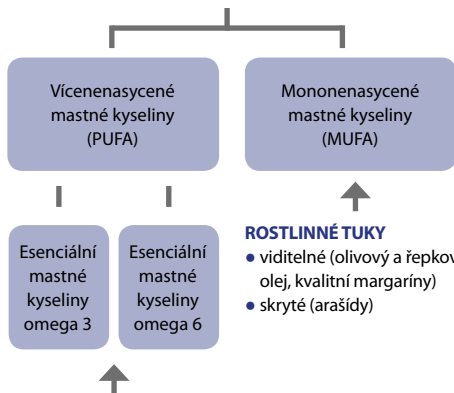 Vícenenasycené
mastné kyseliny
(PUFA)
Mononenasycené
mastné kyseliny
(MUFA)
Esenciální
mastné
kyseliny
omega 3
Esenciální
mastné
kyseliny
omega 6
ROSTLINNÉ TUKY
● viditelné (olivový a řepkov
olej, kvalitní margaríny)
● skryté (arašídy)